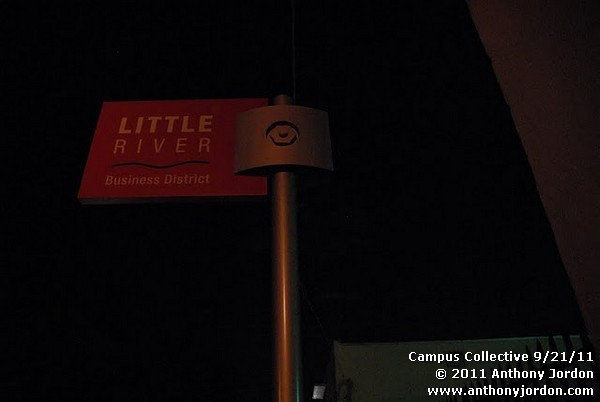 LITTLE
RIVER
Business District
Campus Collective 9/21/11
© 2011 Anthony Jordon
www.anthonyjordon.com